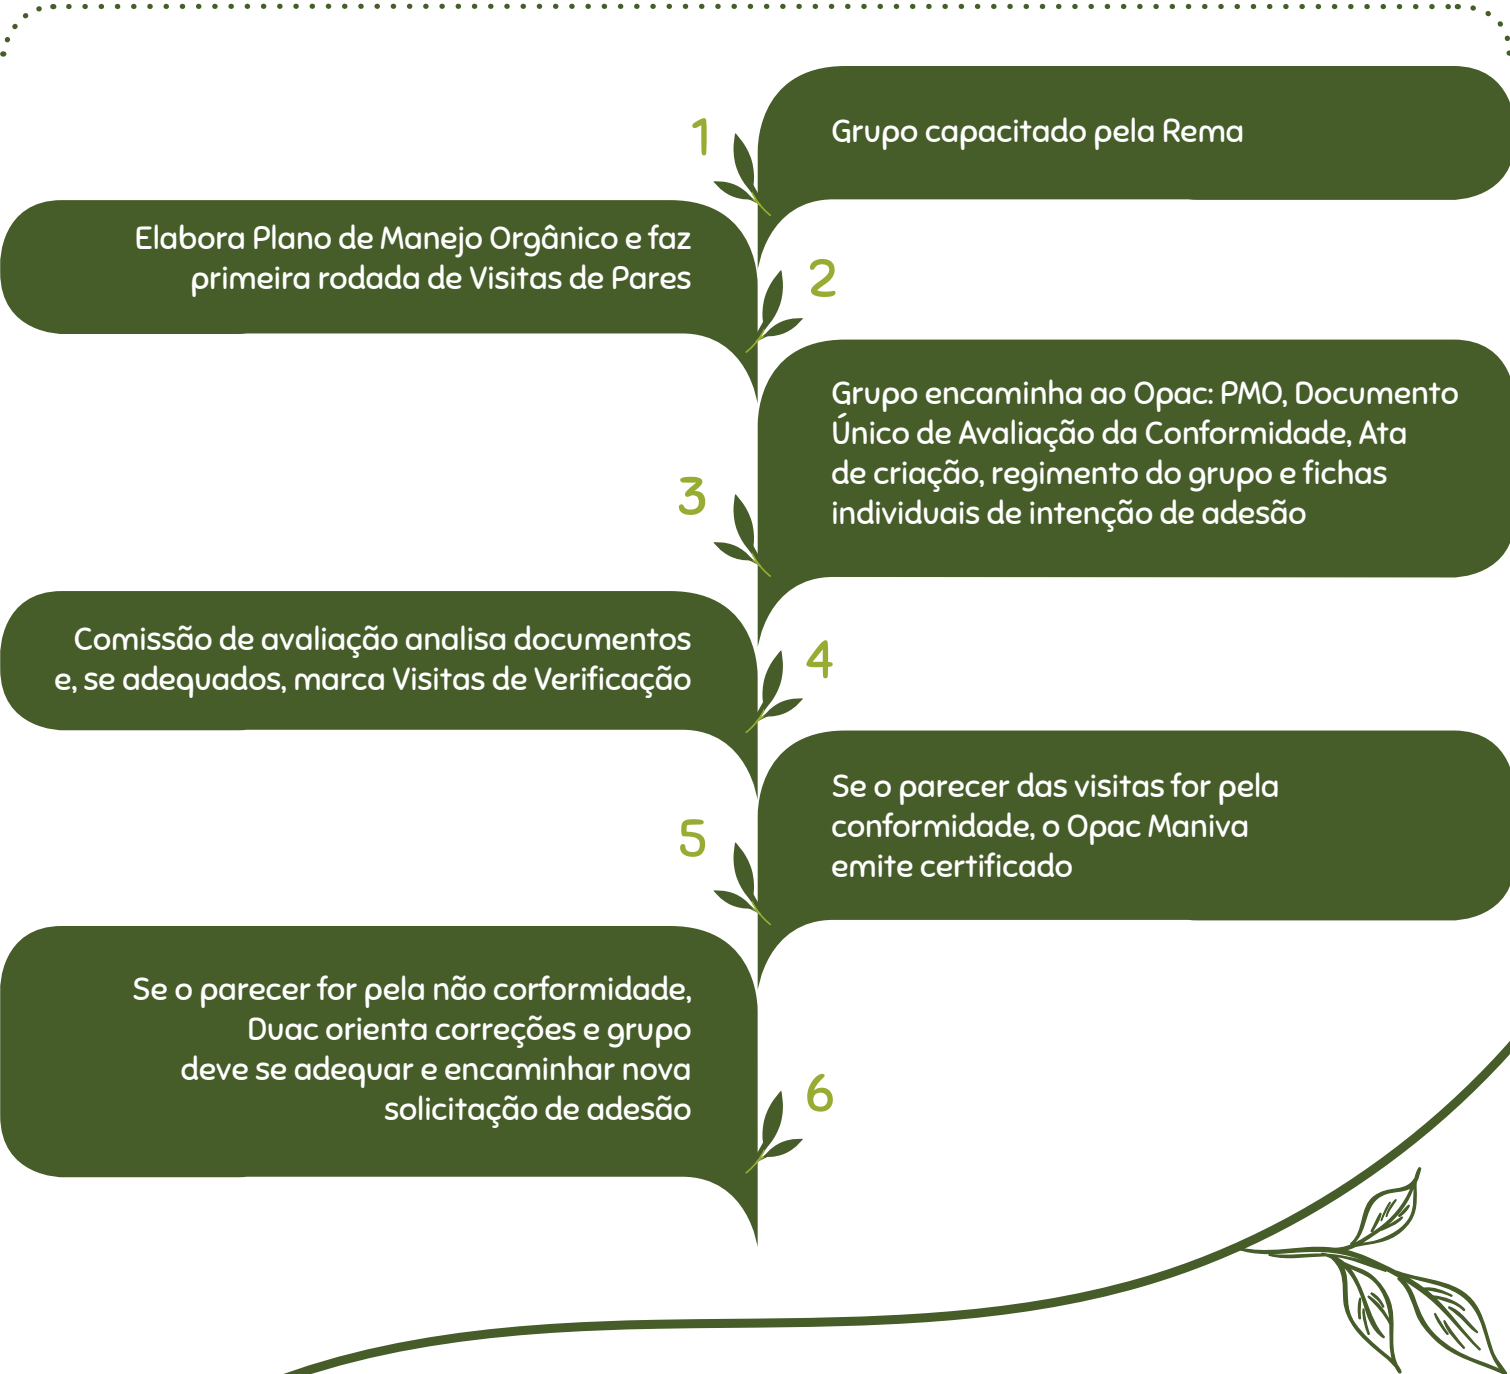 1
Grupo capacitado pela Rema
Elabora Plano de Manejo Orgânico e faz
primeira rodada de Visitas de Pares
2
Grupo encaminha ao Opac: PMO, Documento
Único de Avaliação da Conformidade, Ata
de criação, regimento do grupo e fichas
individuais de intenção de adesão
3
Comissão de avaliação analisa documentos
e, se adequados, marca Visitas de Verificação
4
Se o parecer das visitas for pela
conformidade, o Opac Maniva
emite certificado
5
Se o parecer for pela não corformidade,
Duac orienta correções e grupo
deve se adequar e encaminhar nova
solicitação de adesão
6